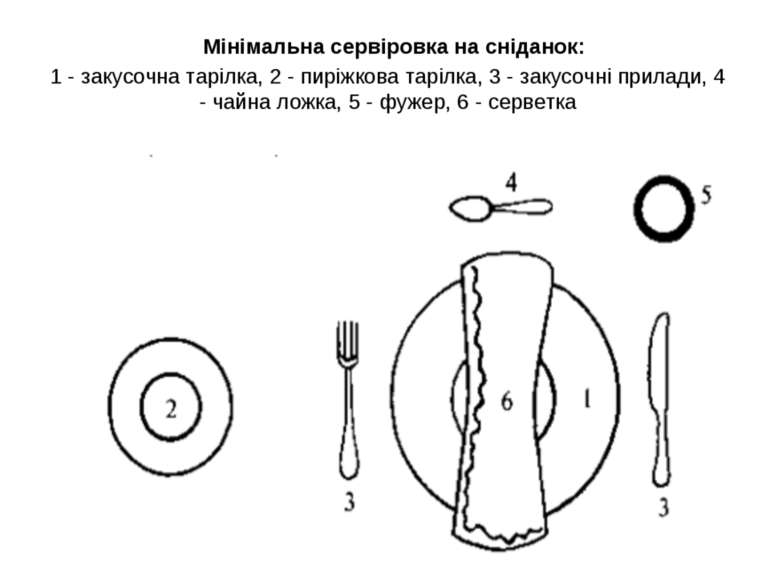 Мінімальна сервіровка на сніданок:
1 - закусочна тарілка, 2 - пиріжкова тарілка, 3 - закусочні прилади, 4
- чайна ложка, 5 - фужер, 6 - серветка
4
5
2
6
1
3
3